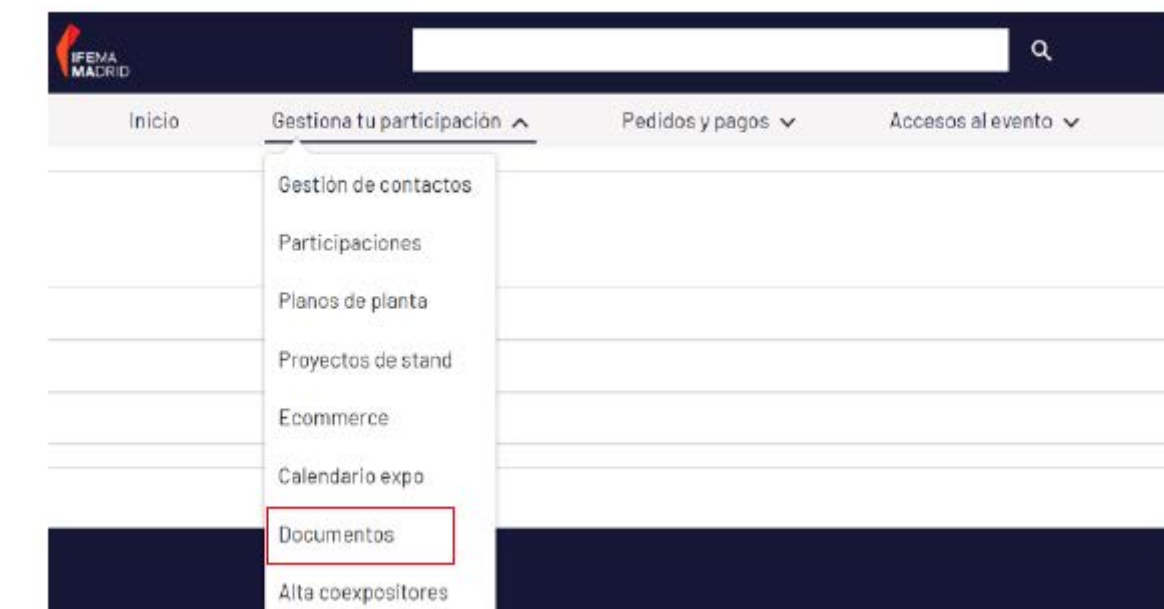 IFEMA
MADRID
Inicio Gestiona tu participación Pedidos y pagos Accesos al evento
Gestión de contactos
Participaciones
Planos de planta
Proyectos de stand
Ecommerce
Calendario expo
Documentos
Alta coexpositores